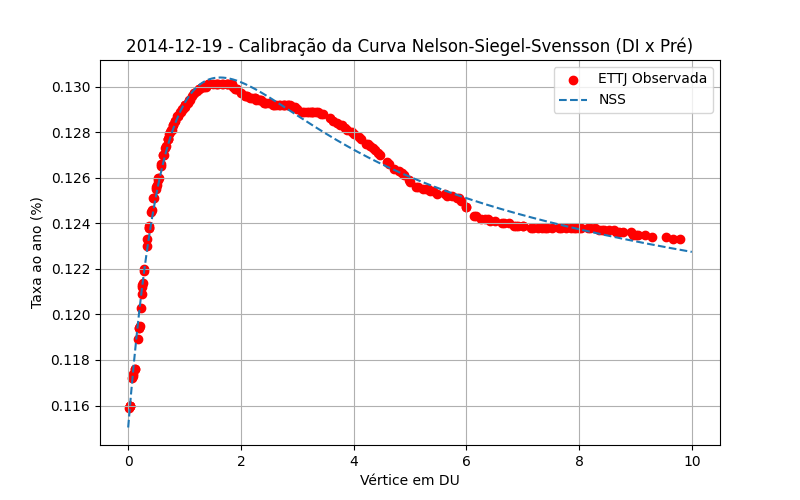 2014-12-19 - Calibração da Curva Nelson-Siegel-Svensson (DI x Pré)
ETTJ Observada
NSS
Taxa ao ano (%)
0.130
0.128
0.126
0.124
0.122
0.120
0.118
0.116
0 2 4 6 8 10
Vértice em DU